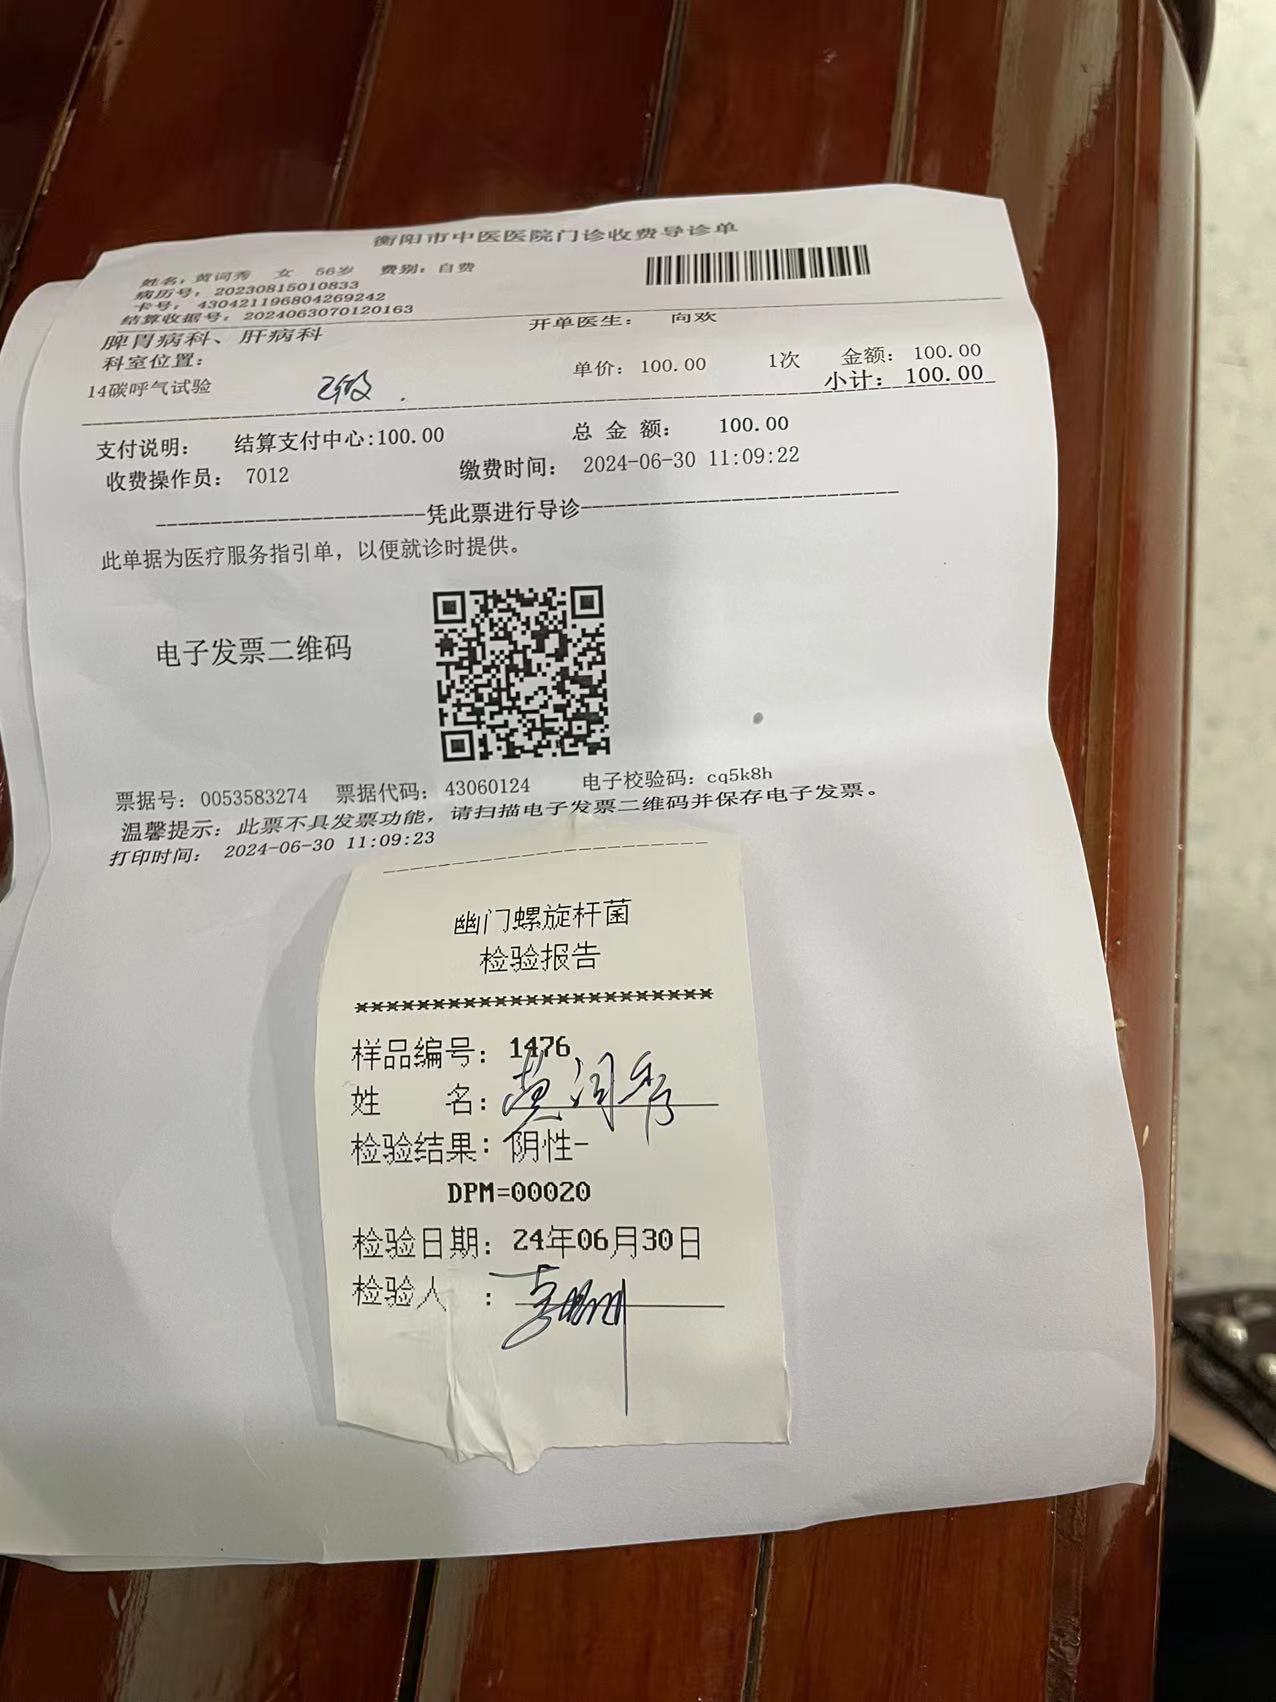 衡阳市中医医院门诊收费导诊单
姓名：黄词秀 女 56岁 费别：自费
病历号：20230815010833
卡号：430421196804269242
结算收据号：2024063070120163
脾胃病科、肝病科 开单医生： 向欢
科室位置：
14碳呼气试验 已做. 单价：100.00 1次 金额：100.00
小计：100.00
支付说明： 结算支付中心:100.00 总 金 额： 100.00
收费操作员： 7012 缴费时间： 2024-06-30 11:09:22
------------------------凭此票进行导诊------------------------
此单据为医疗服务指引单，以便就诊时提供。
电子发票二维码
票据号：0053583274 票据代码：43060124 电子校验码：cq5k8h
温馨提示：此票不具发票功能，请扫描电子发票二维码并保存电子发票。
打印时间： 2024-06-30 11:09:23
幽门螺旋杆菌
检验报告
************************
样品编号：1476
姓 名：黄词秀
检验结果：阴性-
DPM=00020
检验日期：24年06月30日
检验人 ：